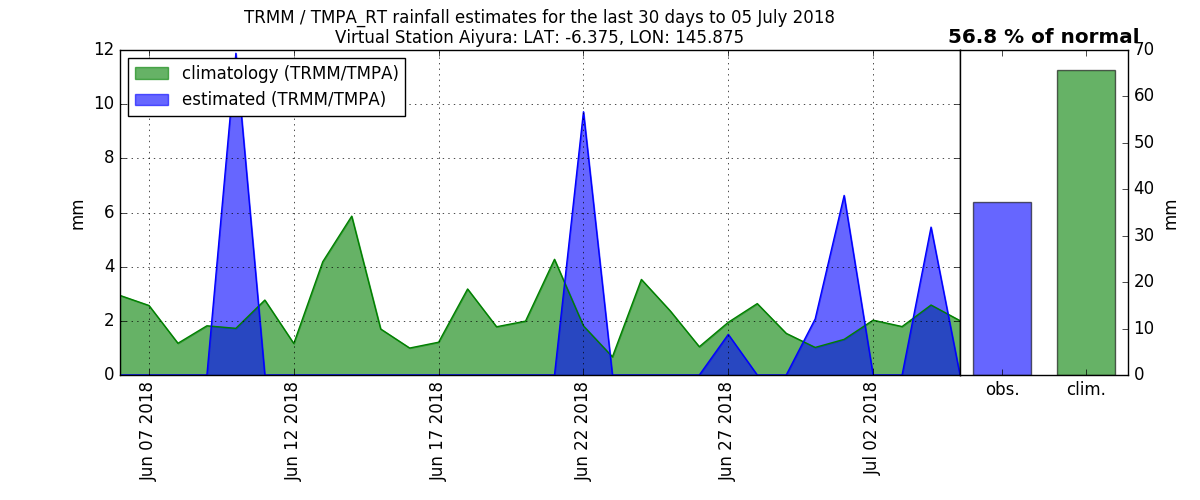 TRMM / TMPA_RT rainfall estimates for the last 30 days to 05 July 2018
Virtual Station Aiyura: LAT: -6.375, LON: 145.875
56.8 % of normal
climatology (TRMM/TMPA)
estimated (TRMM/TMPA)
12
10
8
6
4
2
0
mm
Jun 07 2018
Jun 12 2018
Jun 17 2018
Jun 22 2018
Jun 27 2018
Jul 02 2018
obs.
clim.
70
60
50
40
30
20
10
0
mm